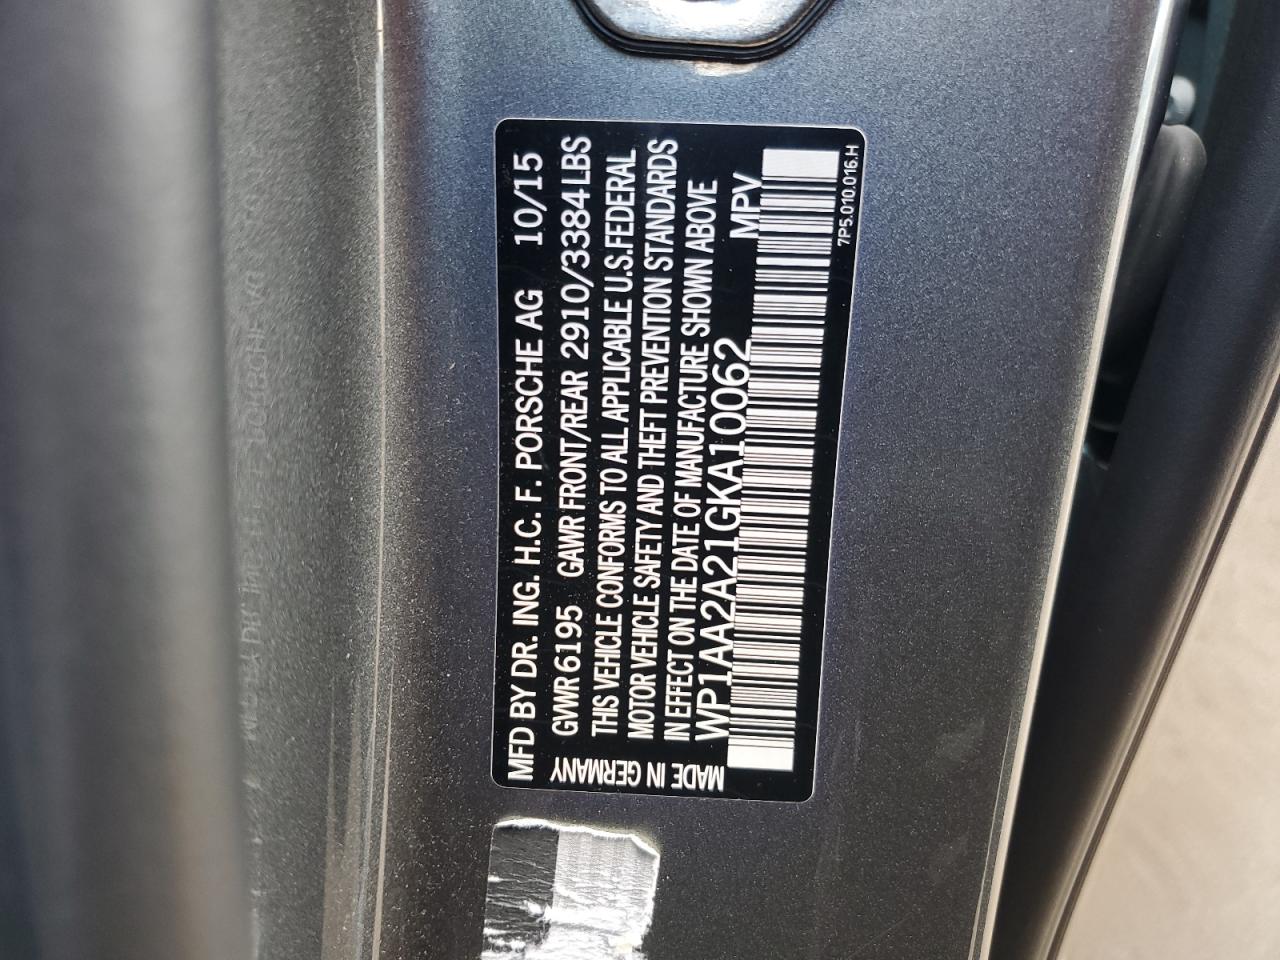 MFD BY DR. ING. H.C. F. PORSCHE AG 10/15
GVWR 6195 GAWR FRONT/REAR 2910/3384 LBS
THIS VEHICLE CONFORMS TO ALL APPLICABLE U.S.FEDERAL
MOTOR VEHICLE SAFETY AND THEFT PREVENTION STANDARDS
IN EFFECT ON THE DATE OF MANUFACTURE SHOWN ABOVE
WP1AA2A21GKA10062 MPV
MADE IN GERMANY
7P5.010.016.H